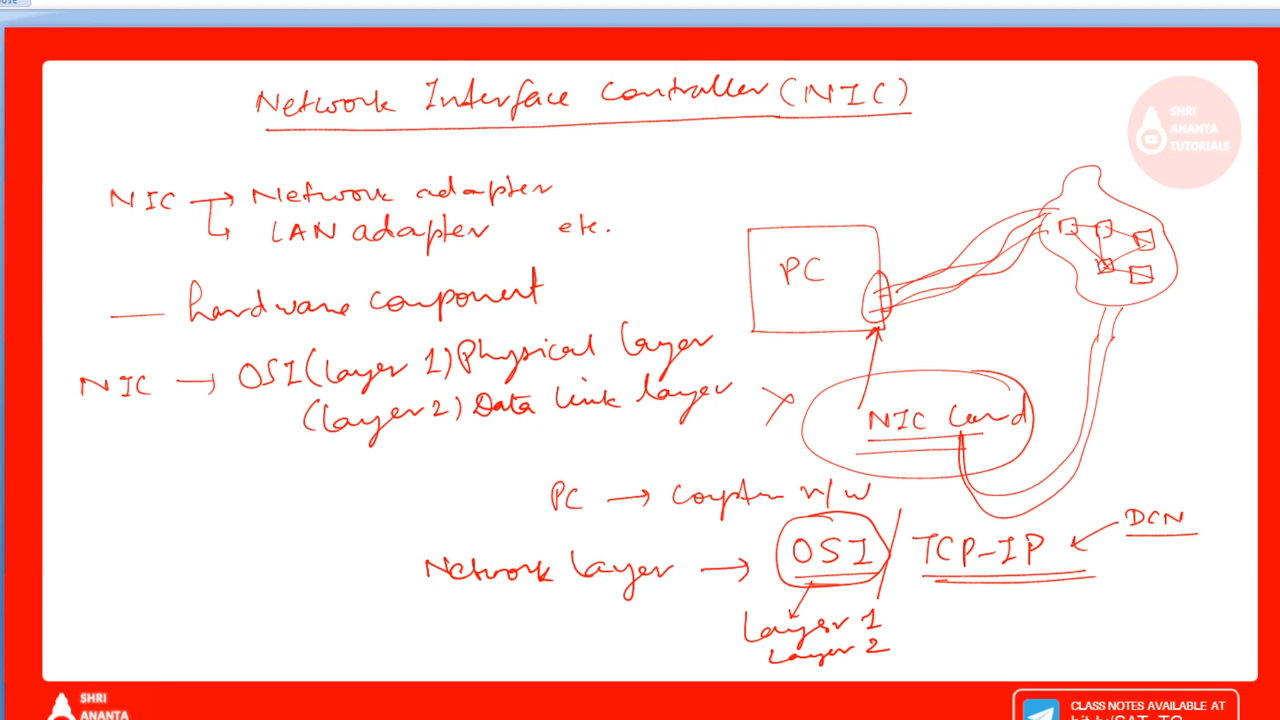 Network Interface Controller (NIC)
SHRI
ANANTA
TUTORIALS
NIC → Network adapter
↳ LAN adapter etc.
— hardware component
NIC → OSI (layer 1) Physical layer
(layer 2) Data link layer
PC
NIC Card
PC → n/w
Network layer → OSI / TCP-IP ← DCN
Layer 1
Layer 2
SHRI
ANANTA
CLASS NOTES AVAILABLE AT